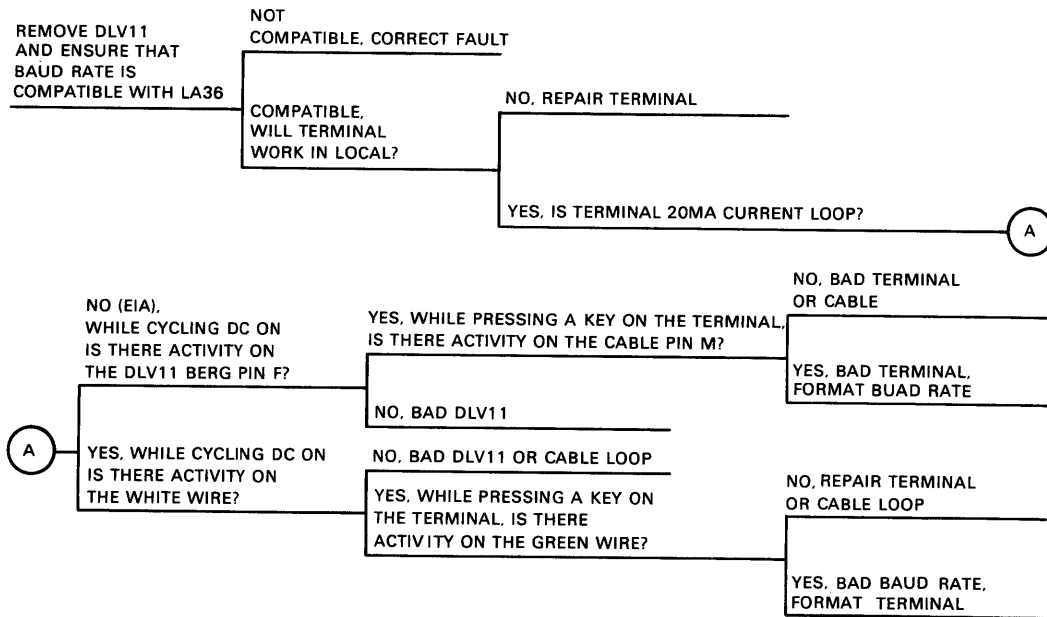 REMOVE DLV11
AND ENSURE THAT
BAUD RATE IS
COMPATIBLE WITH LA36
NOT
COMPATIBLE, CORRECT FAULT
COMPATIBLE,
WILL TERMINAL
WORK IN LOCAL?
NO, REPAIR TERMINAL
YES, IS TERMINAL 20MA CURRENT LOOP?
A
A
NO (EIA),
WHILE CYCLING DC ON
IS THERE ACTIVITY ON
THE DLV11 BERG PIN F?
YES, WHILE PRESSING A KEY ON THE TERMINAL,
IS THERE ACTIVITY ON THE CABLE PIN M?
NO, BAD TERMINAL
OR CABLE
YES, BAD TERMINAL,
FORMAT BUAD RATE
NO, BAD DLV11
YES, WHILE CYCLING DC ON
IS THERE ACTIVITY ON
THE WHITE WIRE?
NO, BAD DLV11 OR CABLE LOOP
YES, WHILE PRESSING A KEY ON
THE TERMINAL, IS THERE
ACTIVITY ON THE GREEN WIRE?
NO, REPAIR TERMINAL
OR CABLE LOOP
YES, BAD BAUD RATE,
FORMAT TERMINAL